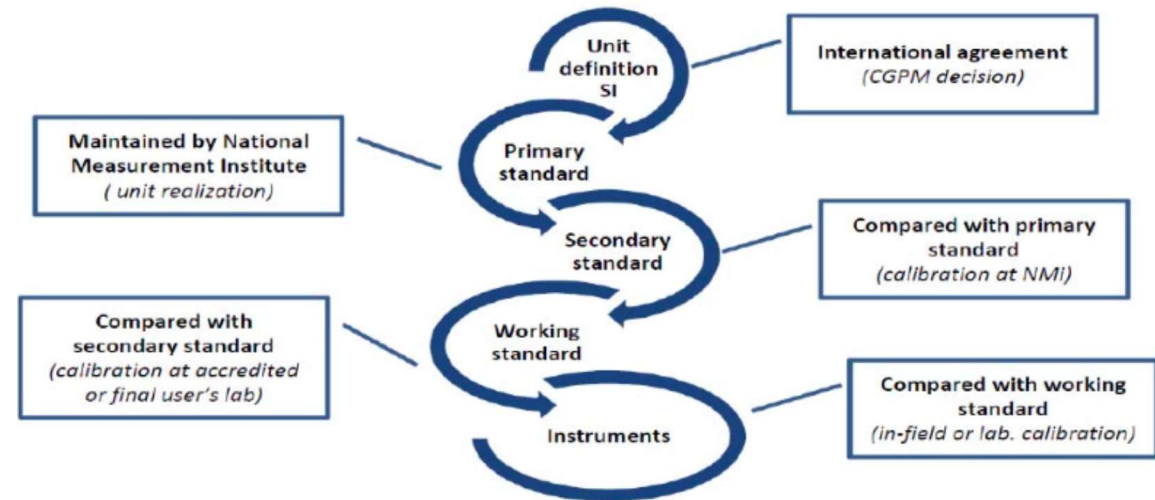 Unit
definition
SI
International agreement
(CGPM decision)
Maintained by National
Measurement Institute
( unit realization)
Primary
standard
Secondary
standard
Compared with primary
standard
(calibration at NMi)
Compared with
secondary standard
(calibration at accredited
or final user's lab)
Working
standard
Instruments
Compared with working
standard
(in-field or lab. calibration)